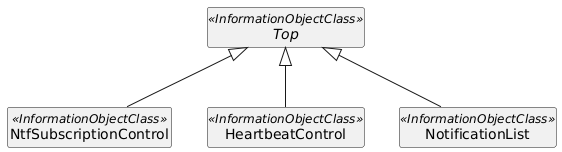 «InformationObjectClass»
Top
«InformationObjectClass»
NtfSubscriptionControl
«InformationObjectClass»
HeartbeatControl
«InformationObjectClass»
NotificationList